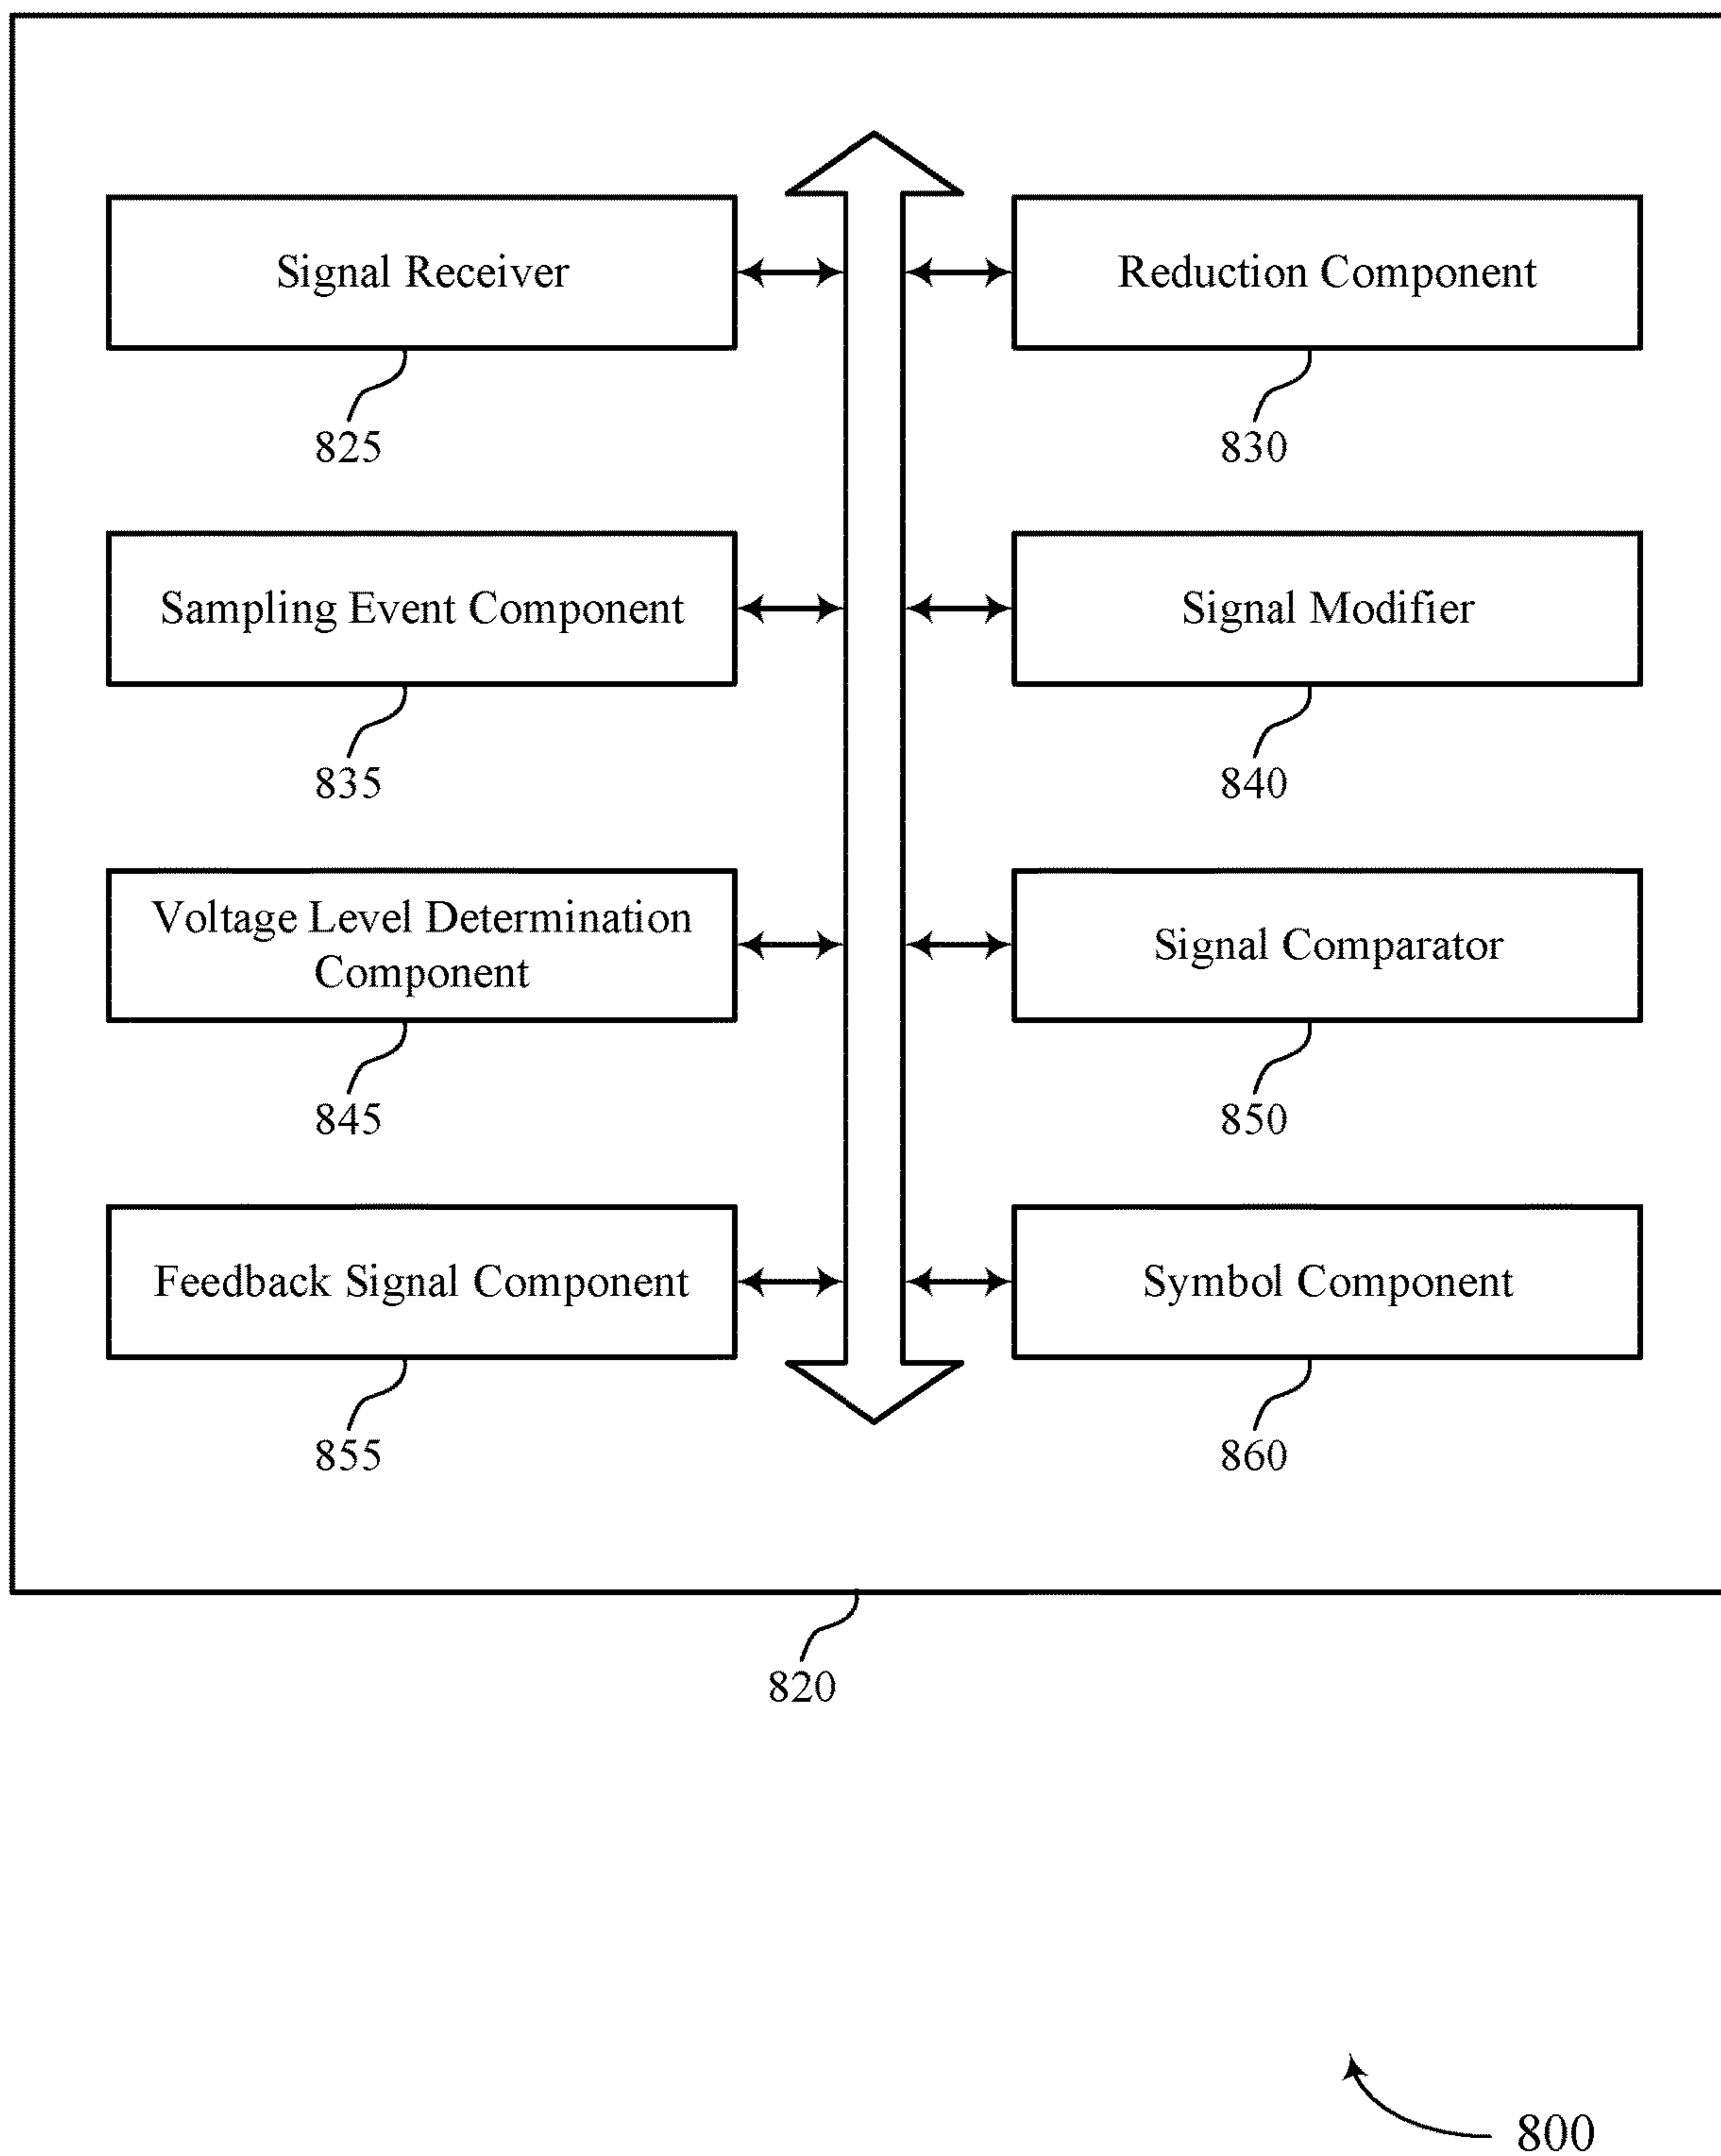 Signal Receiver
Reduction Component
825
830
Sampling Event Component
Signal Modifier
835
840
Voltage Level Determination
Component
Signal Comparator
845
850
Feedback Signal Component
Symbol Component
855
860
820
800